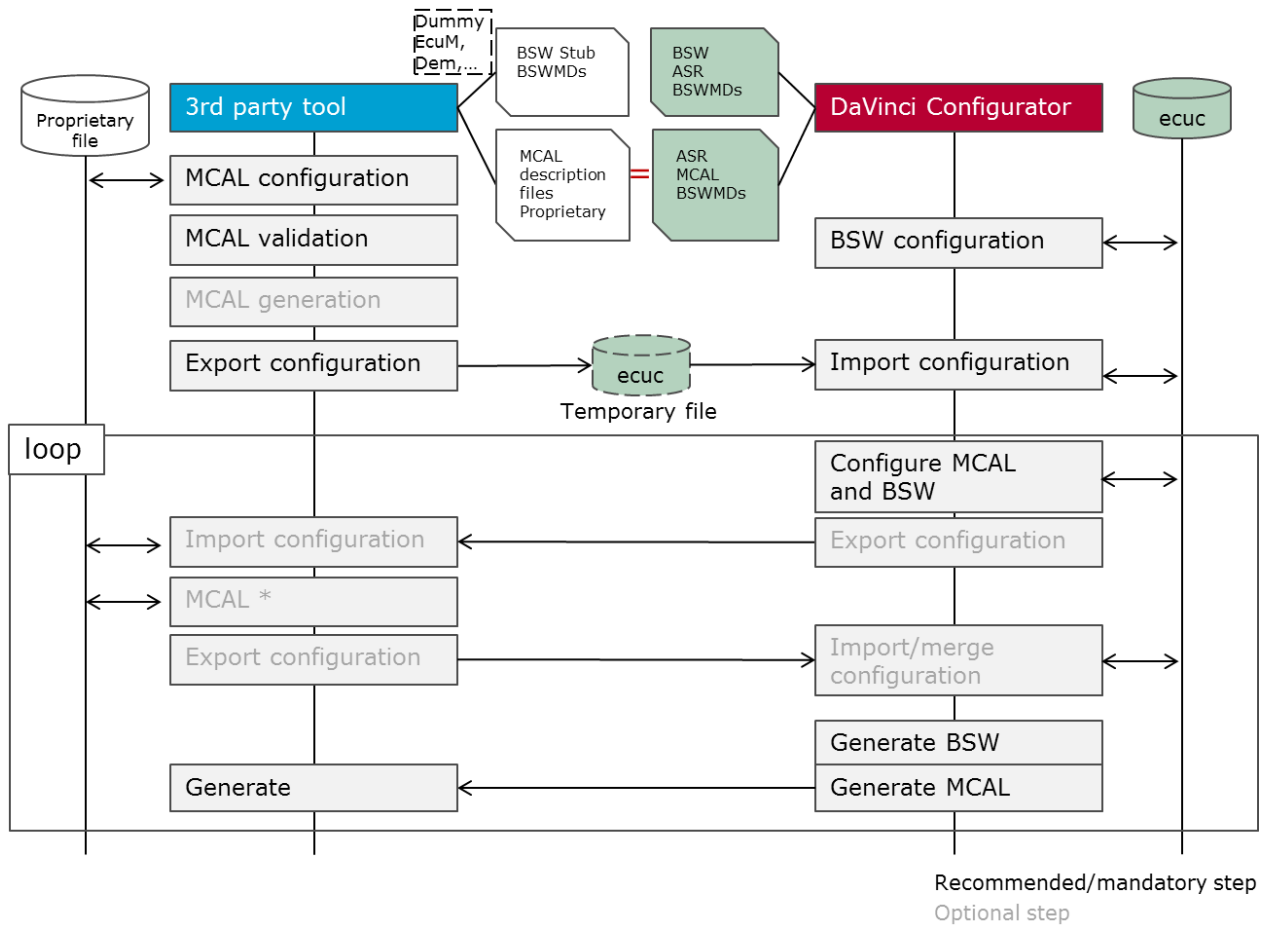 Dummy
EcuM,
Dem,...
BSW Stub
BSWMDs
BSW
ASR
BSWMDs
Proprietary
file
3rd party tool
DaVinci Configurator
ecuc
MCAL
description
files
Proprietary
=
ASR
MCAL
BSWMDs
MCAL configuration
MCAL validation
BSW configuration
MCAL generation
Export configuration
ecuc
Temporary file
Import configuration
loop
Configure MCAL
and BSW
Import configuration
Export configuration
MCAL *
Export configuration
Import/merge
configuration
Generate BSW
Generate
Generate MCAL
Recommended/mandatory step
Optional step